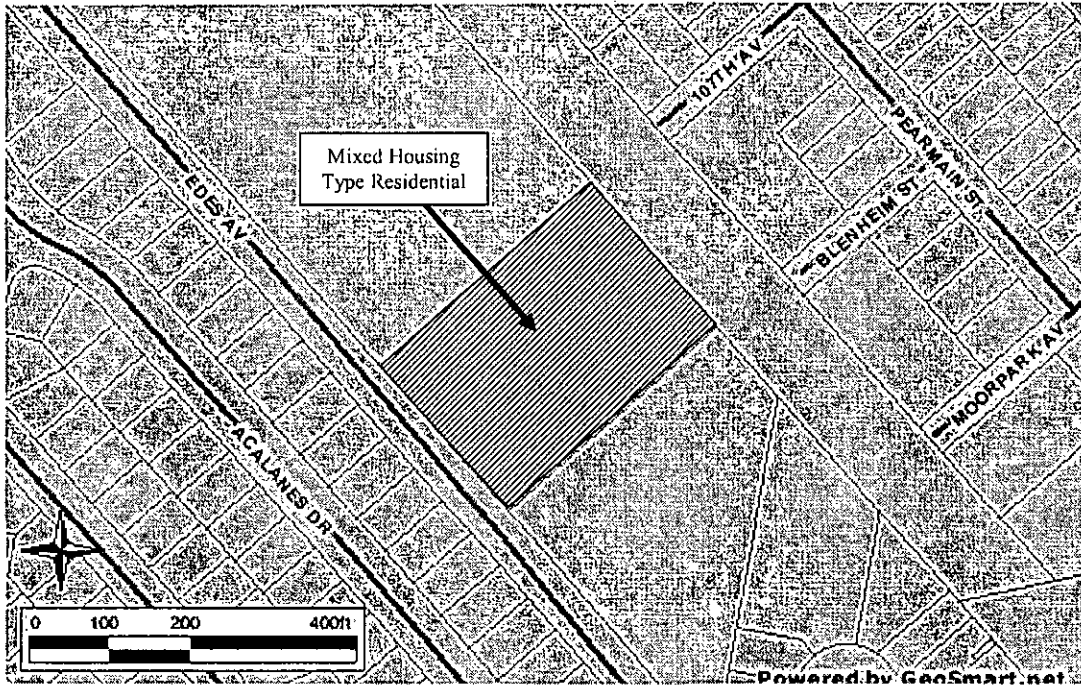 107TH AV
PEARMAIN ST
Mixed Housing
Type Residential
EDES AV
BLENHEIM ST
MOORPARK AV
ACALANES DR
0 100 200 400ft
Powered by GeoSmart.net